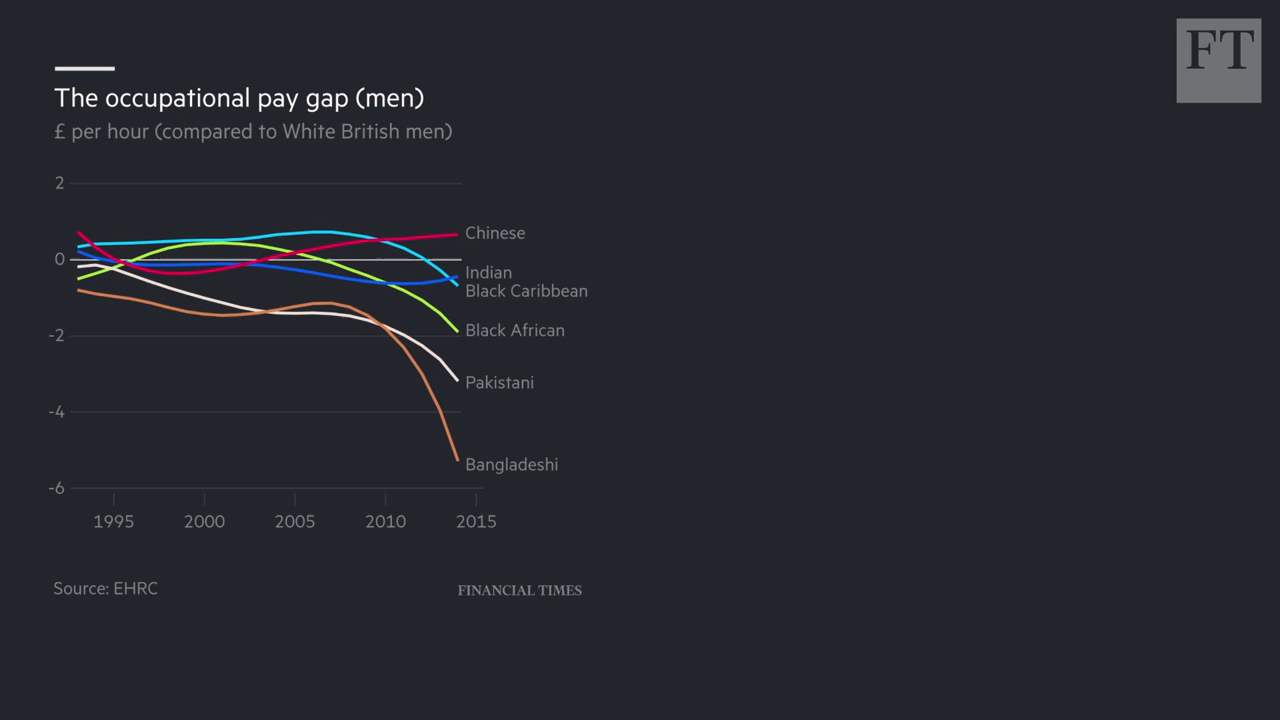 FT
The occupational pay gap (men)
£ per hour (compared to White British men)
2
0
-2
-4
-6
Chinese
Indian
Black Caribbean
Black African
Pakistani
Bangladeshi
1995 2000 2005 2010 2015
Source: EHRC FINANCIAL TIMES